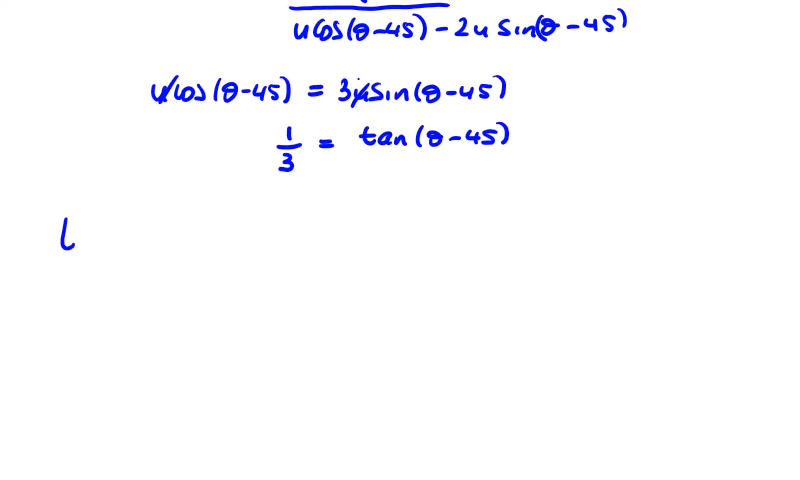 u cos(θ-45) - 2u sin(θ-45)
u cos(θ-45) = 3u sin(θ-45)
1/3 = tan(θ-45)
l